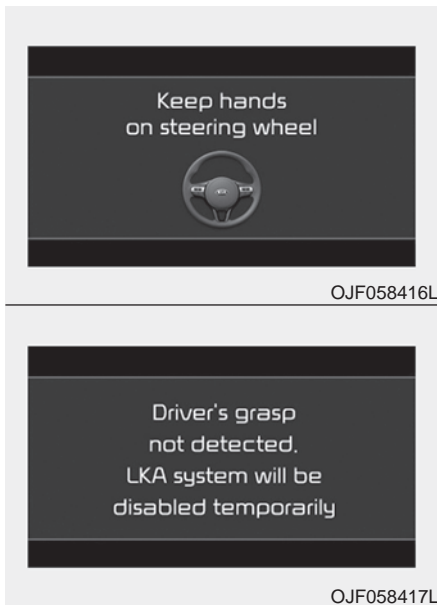 Keep hands
on steering wheel
OJF058416L
Driver's grasp
not detected.
LKA system will be
disabled temporarily
OJF058417L